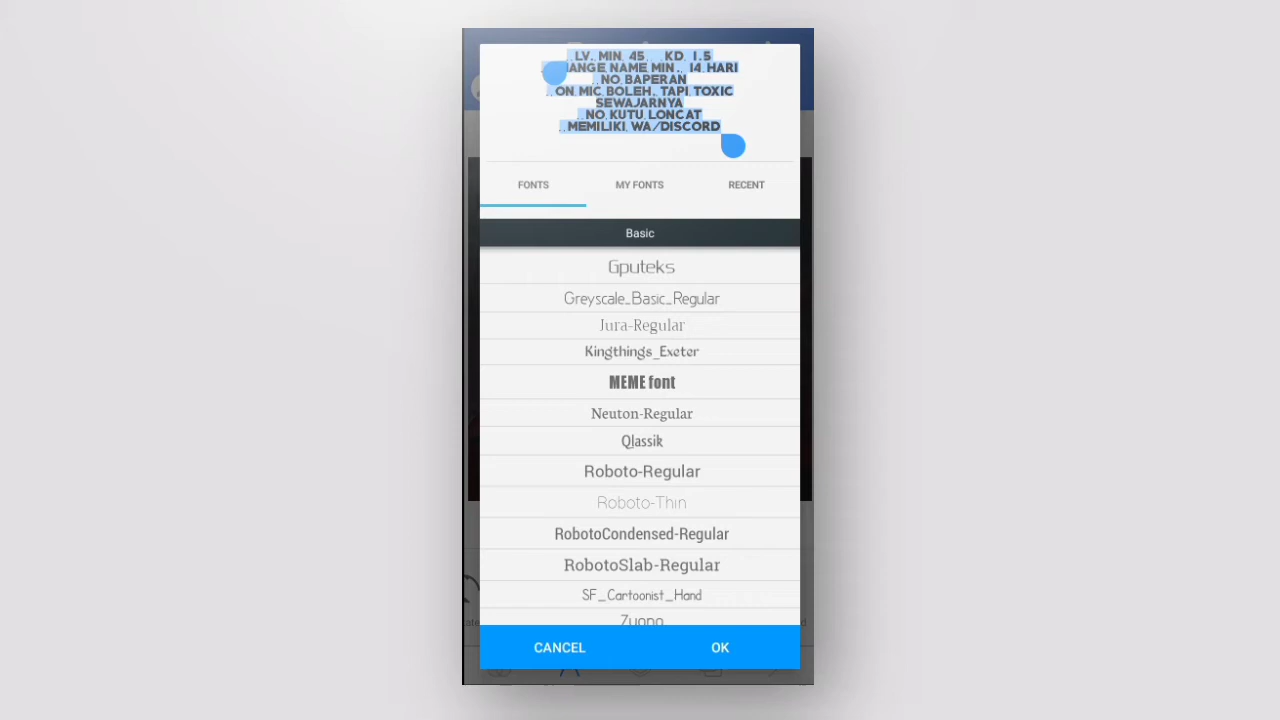 LV. MIN. 45. KD. 1.5
HANGE NAME MIN. 14 HARI
NO BAPERAN
ON MIC BOLEH, TAPI TOXIC
SEWAJARNYA
NO KUTU LONCAT
MEMILIKI WA/DISCORD
FONTS
MY FONTS
RECENT
Basic
Gputeks
Greyscale_Basic_Regular
Jura-Regular
Kingthings_Exeter
MEME font
Neuton-Regular
Qlassik
Roboto-Regular
Roboto-Thin
RobotoCondensed-Regular
RobotoSlab-Regular
SF_Cartoonist_Hand
CANCEL
OK